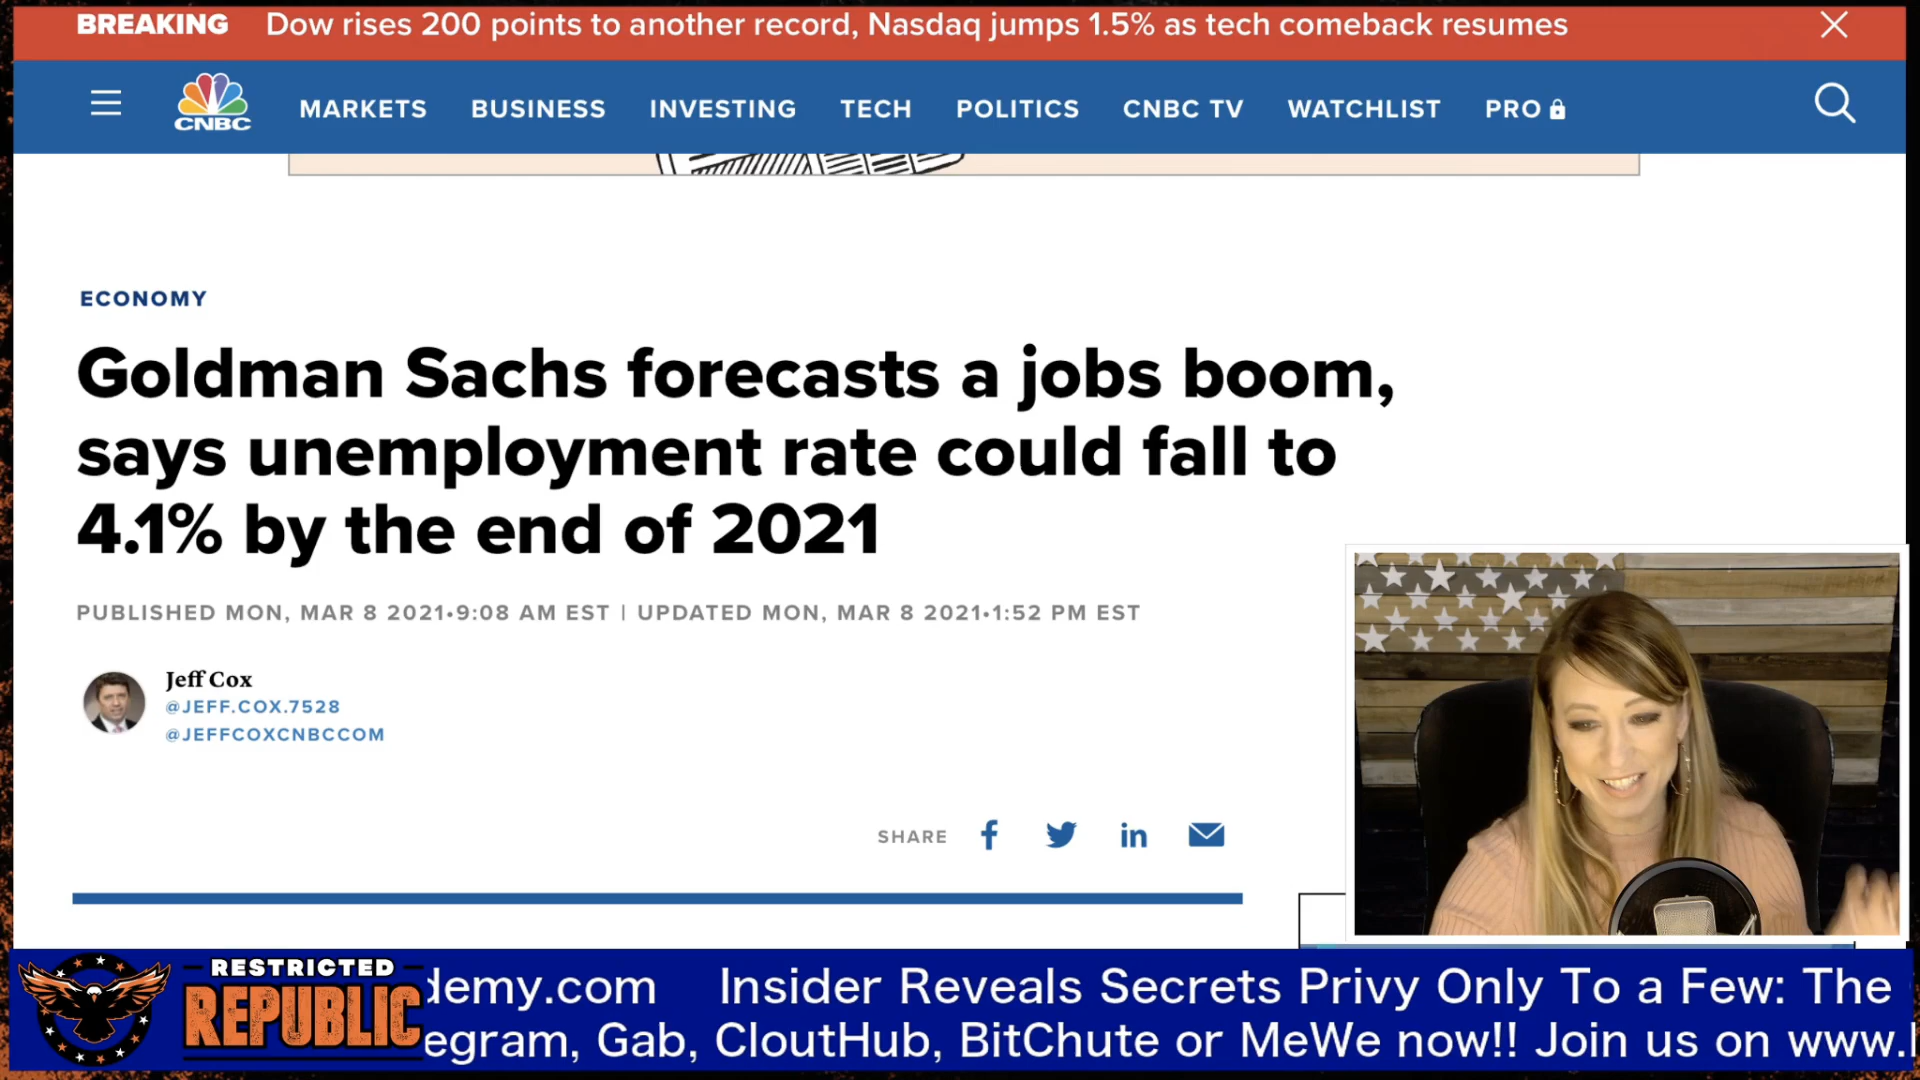 BREAKING Dow rises 200 points to another record, Nasdaq jumps 1.5% as tech comeback resumes
CNBC MARKETS BUSINESS INVESTING TECH POLITICS CNBC TV WATCHLIST PRO
ECONOMY
Goldman Sachs forecasts a jobs boom,
says unemployment rate could fall to
4.1% by the end of 2021
PUBLISHED MON, MAR 8 2021•9:08 AM EST | UPDATED MON, MAR 8 2021•1:52 PM EST
Jeff Cox
@JEFF.COX.7528
@JEFFCOXCNBCCOM
SHARE
RESTRICTED
REPUBLIC
demy.com Insider Reveals Secrets Privy Only To a Few: The
egram, Gab, CloutHub, BitChute or MeWe now!! Join us on www.